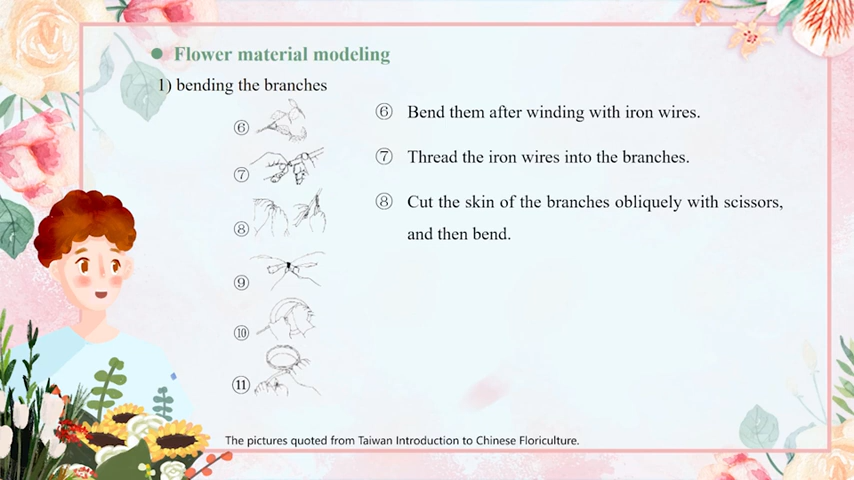 ● Flower material modeling
1) bending the branches
⑥
⑦
⑧
⑨
⑩
⑪
⑥ Bend them after winding with iron wires.
⑦ Thread the iron wires into the branches.
⑧ Cut the skin of the branches obliquely with scissors,
and then bend.
The pictures quoted from Taiwan Introduction to Chinese Floriculture.